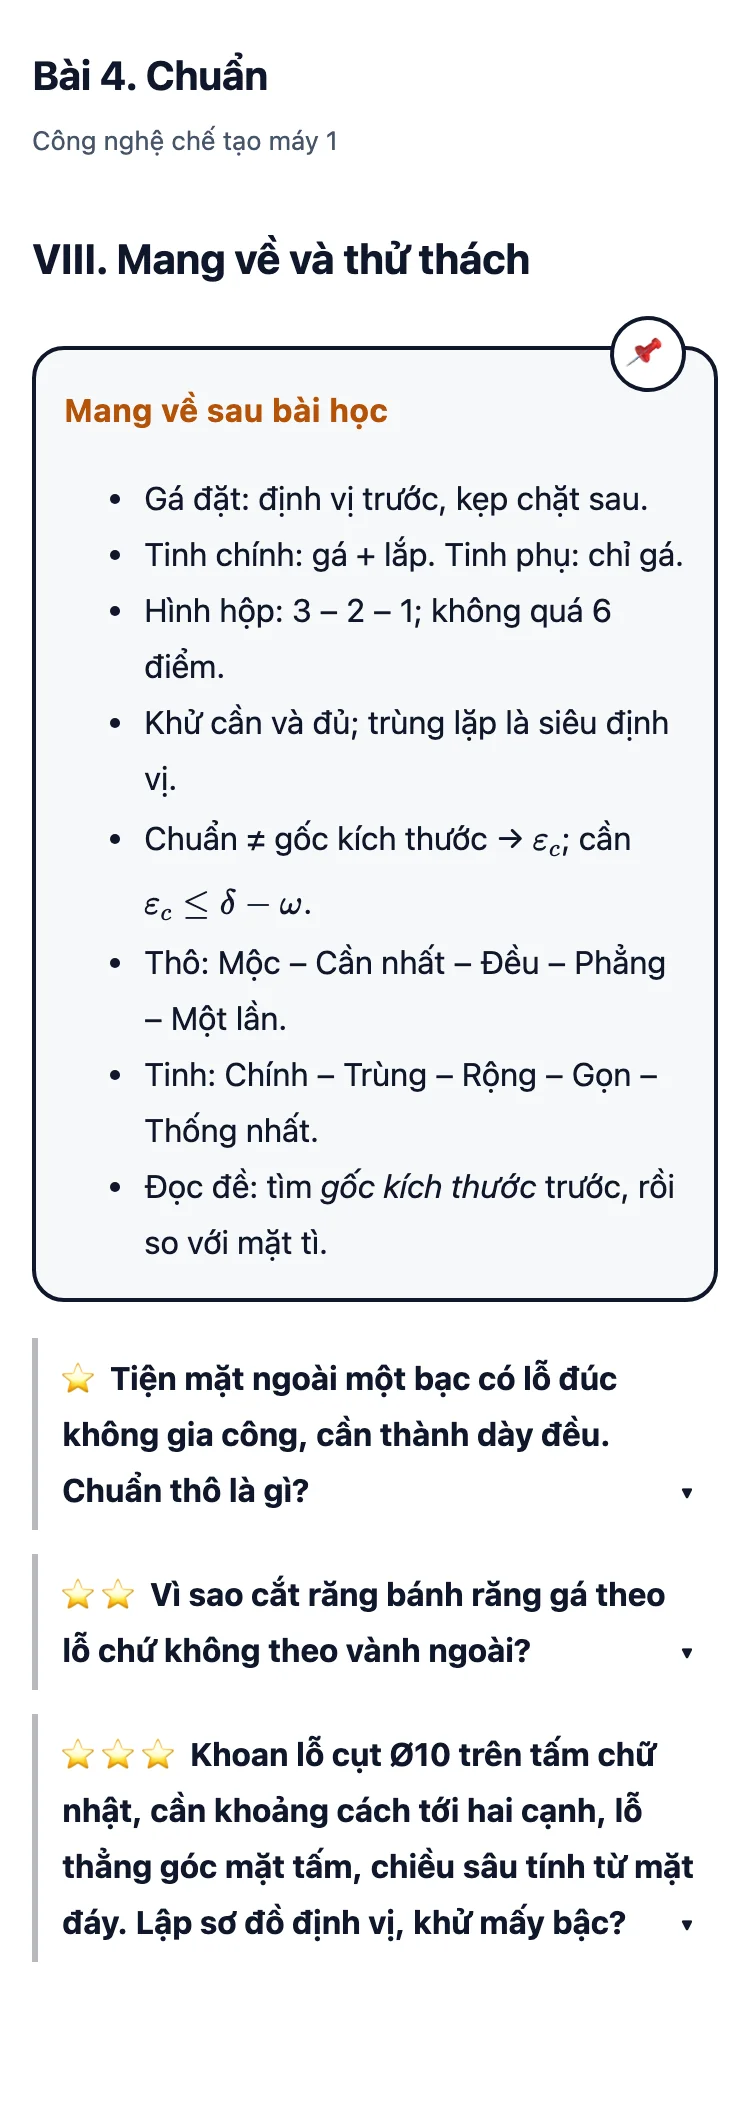 Bài 4. Chuẩn
Công nghệ chế tạo máy 1
VIII. Mang về và thử thách
Mang về sau bài học
• Gá đặt: định vị trước, kẹp chặt sau.
• Tinh chính: gá + lắp. Tinh phụ: chỉ gá.
• Hình hộp: 3 – 2 – 1; không quá 6
điểm.
• Khử cần và đủ; trùng lặp là siêu định
vị.
• Chuẩn ≠ gốc kích thước → ε_c; cần
ε_c ≤ δ − ω.
• Thô: Mộc – Cần nhất – Đều – Phẳng
– Một lần.
• Tinh: Chính – Trùng – Rộng – Gọn –
Thống nhất.
• Đọc đề: tìm gốc kích thước trước, rồi
so với mặt tì.
⭐ Tiện mặt ngoài một bạc có lỗ đúc
không gia công, cần thành dày đều.
Chuẩn thô là gì? ▼
⭐⭐ Vì sao cắt răng bánh răng gá theo
lỗ chứ không theo vành ngoài? ▼
⭐⭐⭐ Khoan lỗ cụt Ø10 trên tấm chữ
nhật, cần khoảng cách tới hai cạnh, lỗ
thẳng góc mặt tấm, chiều sâu tính từ mặt
đáy. Lập sơ đồ định vị, khử mấy bậc? ▼